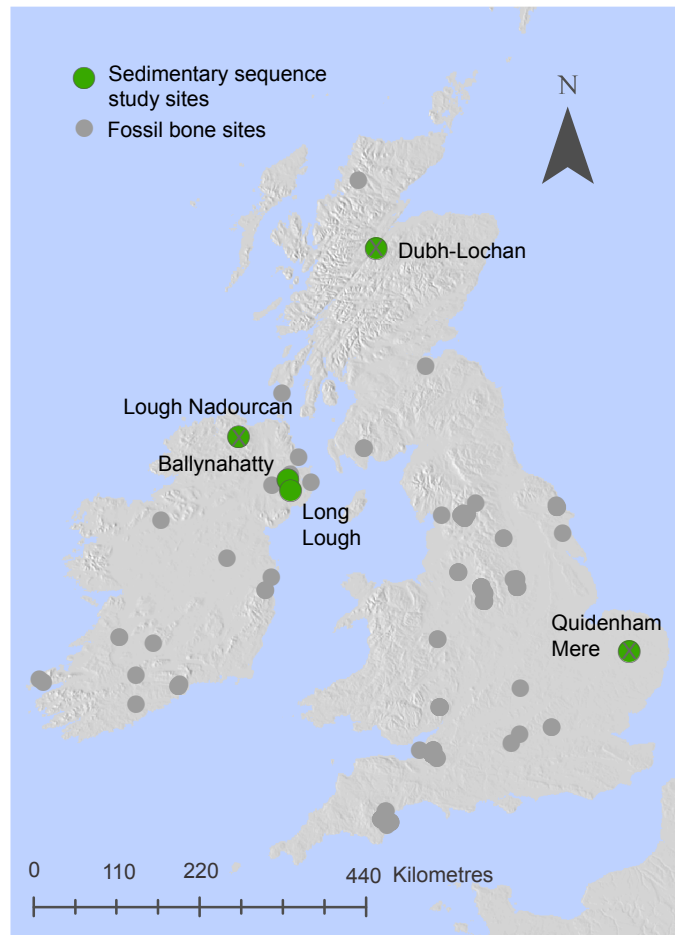 Sedimentary sequence
study sites
Fossil bone sites
N
Dubh-Lochan
Lough Nadourcan
Ballynahatty
Long
Lough
Quidenham
Mere
0 110 220 440 Kilometres